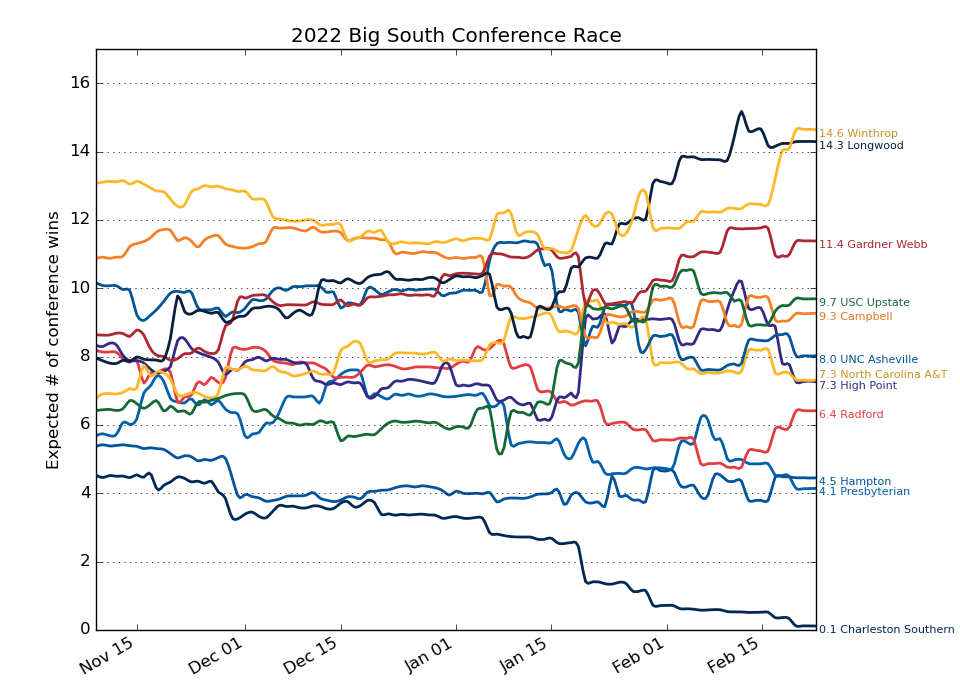 2022 Big South Conference Race
Expected # of conference wins
16
14
12
10
8
6
4
2
0
14.6 Winthrop
14.3 Longwood
11.4 Gardner Webb
9.7 USC Upstate
9.3 Campbell
8.0 UNC Asheville
7.3 North Carolina A&T
7.3 High Point
6.4 Radford
4.5 Hampton
4.1 Presbyterian
0.1 Charleston Southern
Nov 15
Dec 01
Dec 15
Jan 01
Jan 15
Feb 01
Feb 15